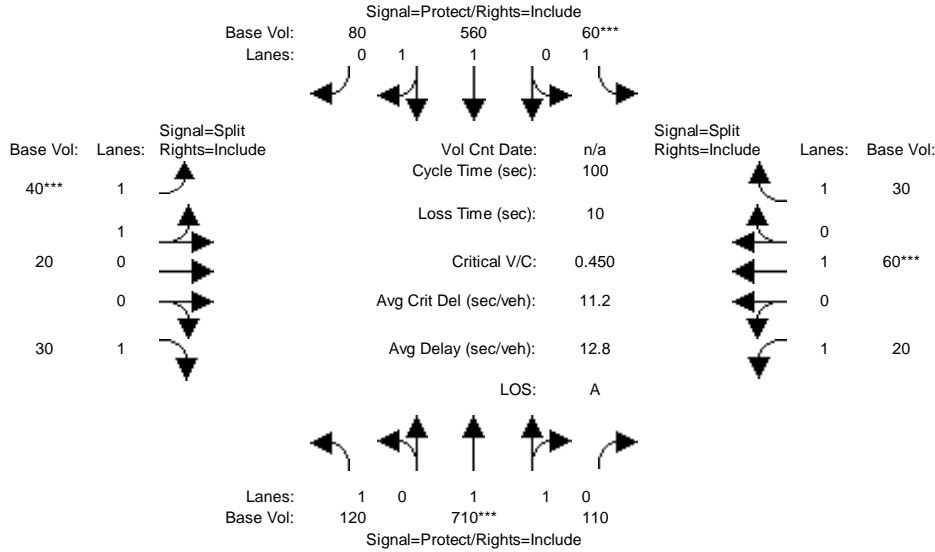 Signal=Protect/Rights=Include
Base Vol: 80 560 60***
Lanes: 0 1 1 0 1
Signal=Split
Base Vol: Lanes: Rights=Include
Vol Cnt Date: n/a
Signal=Split
Rights=Include Lanes: Base Vol:
Cycle Time (sec): 100
40*** 1
1 30
Loss Time (sec): 10
1
0
20 0
Critical V/C: 0.450
1 60***
0
Avg Crit Del (sec/veh): 11.2
0
30 1
Avg Delay (sec/veh): 12.8
1 20
LOS: A
Lanes: 1 0 1 1 0
Base Vol: 120 710*** 110
Signal=Protect/Rights=Include